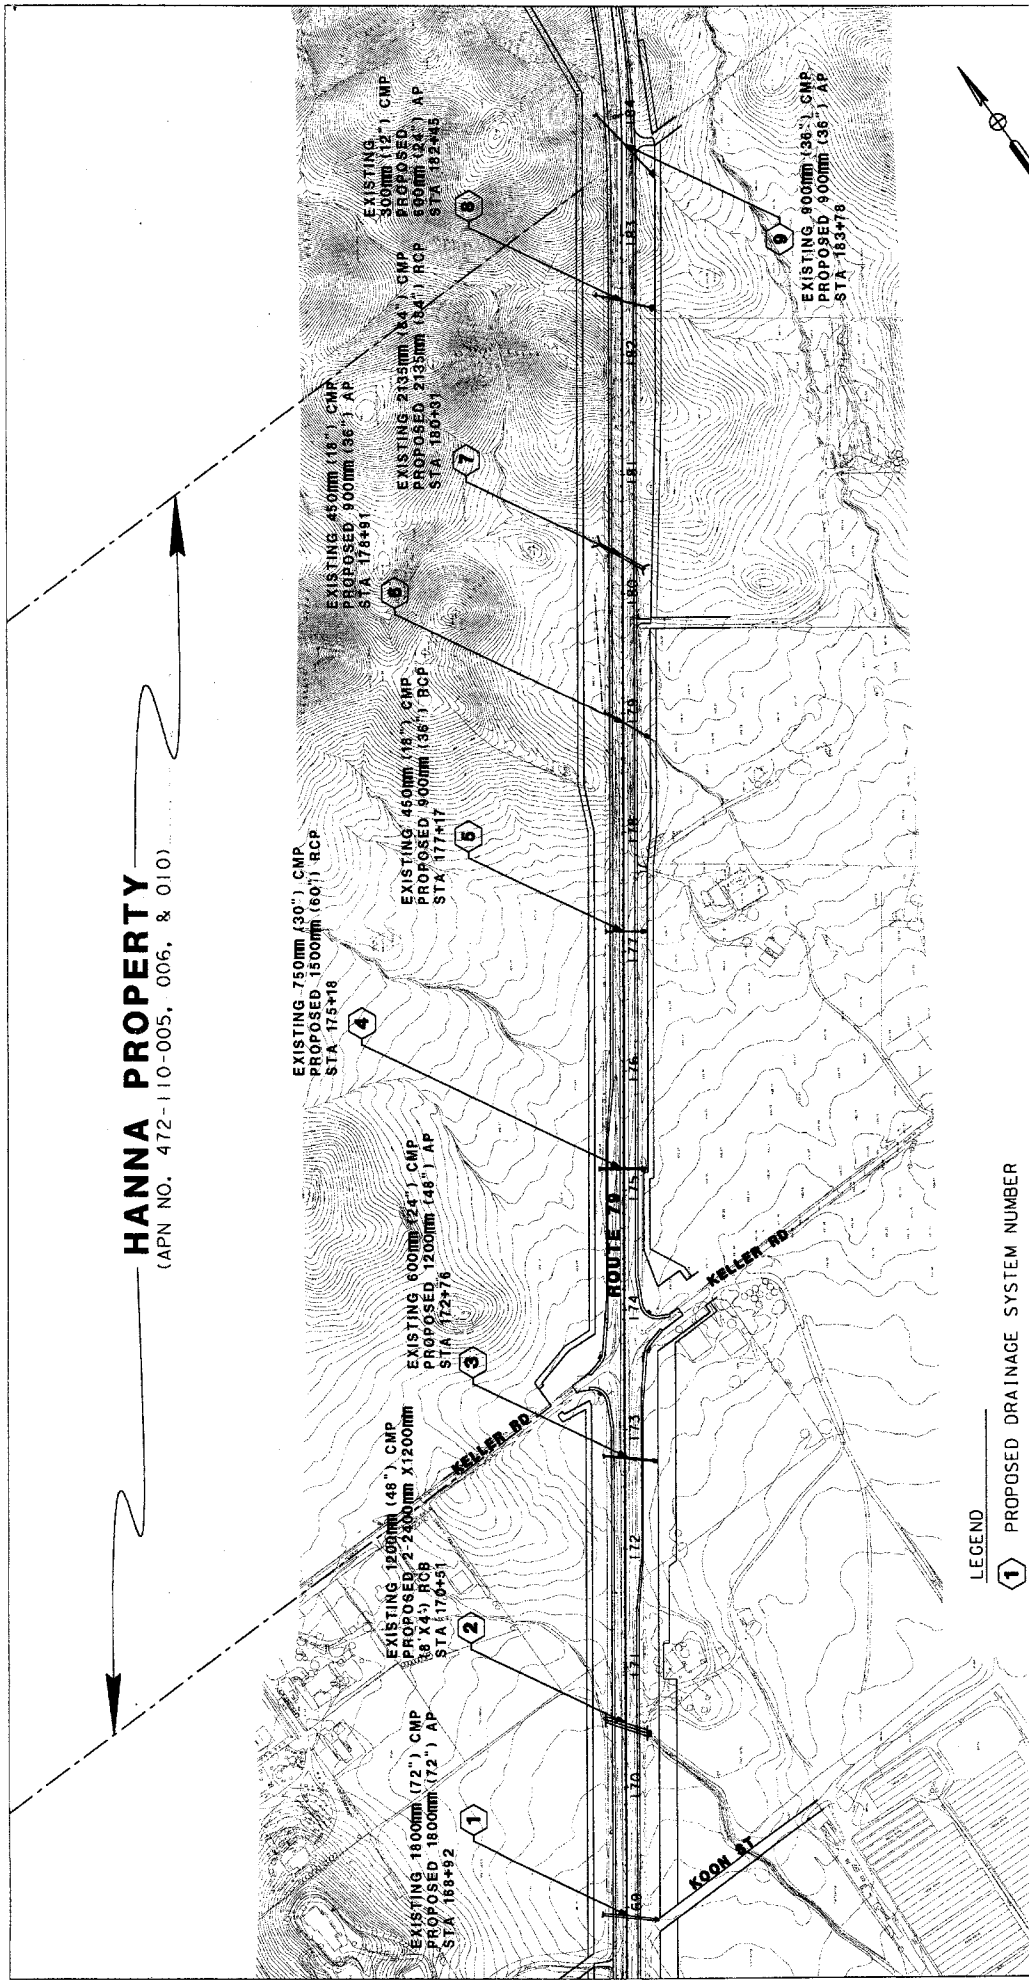 HANNA PROPERTY
(APN NO. 472-110-005, 006, & 010)
EXISTING 1800mm (72") CMP
PROPOSED 1800mm (72") AP
STA 168+92
1
EXISTING 1200mm (48") CMP
PROPOSED 2-2400mm X1200mm
(8'X4') RCB
STA 170+51
2
EXISTING 600mm (24") CMP
PROPOSED 1200mm (48") AP
STA 172+76
3
EXISTING 750mm (30") CMP
PROPOSED 1500mm (60") RCP
STA 175+18
4
EXISTING 450mm (18") CMP
PROPOSED 900mm (36") RCP
STA 177+17
5
EXISTING 450mm (18") CMP
PROPOSED 900mm (36") AP
STA 178+91
6
EXISTING 2135mm (84") CMP
PROPOSED 2135mm (84") RCP
STA 180+31
7
EXISTING
300mm (12") CMP
PROPOSED
600mm (24") AP
STA 182+45
8
EXISTING 900mm (36") CMP
PROPOSED 900mm (36") AP
STA 183+78
9
KELLER RD
ROUTE 79
KELLER RD
KOON ST
69
170
171
172
173
174
175
176
177
178
179
180
181
182
183
184
LEGEND
1 PROPOSED DRAINAGE SYSTEM NUMBER